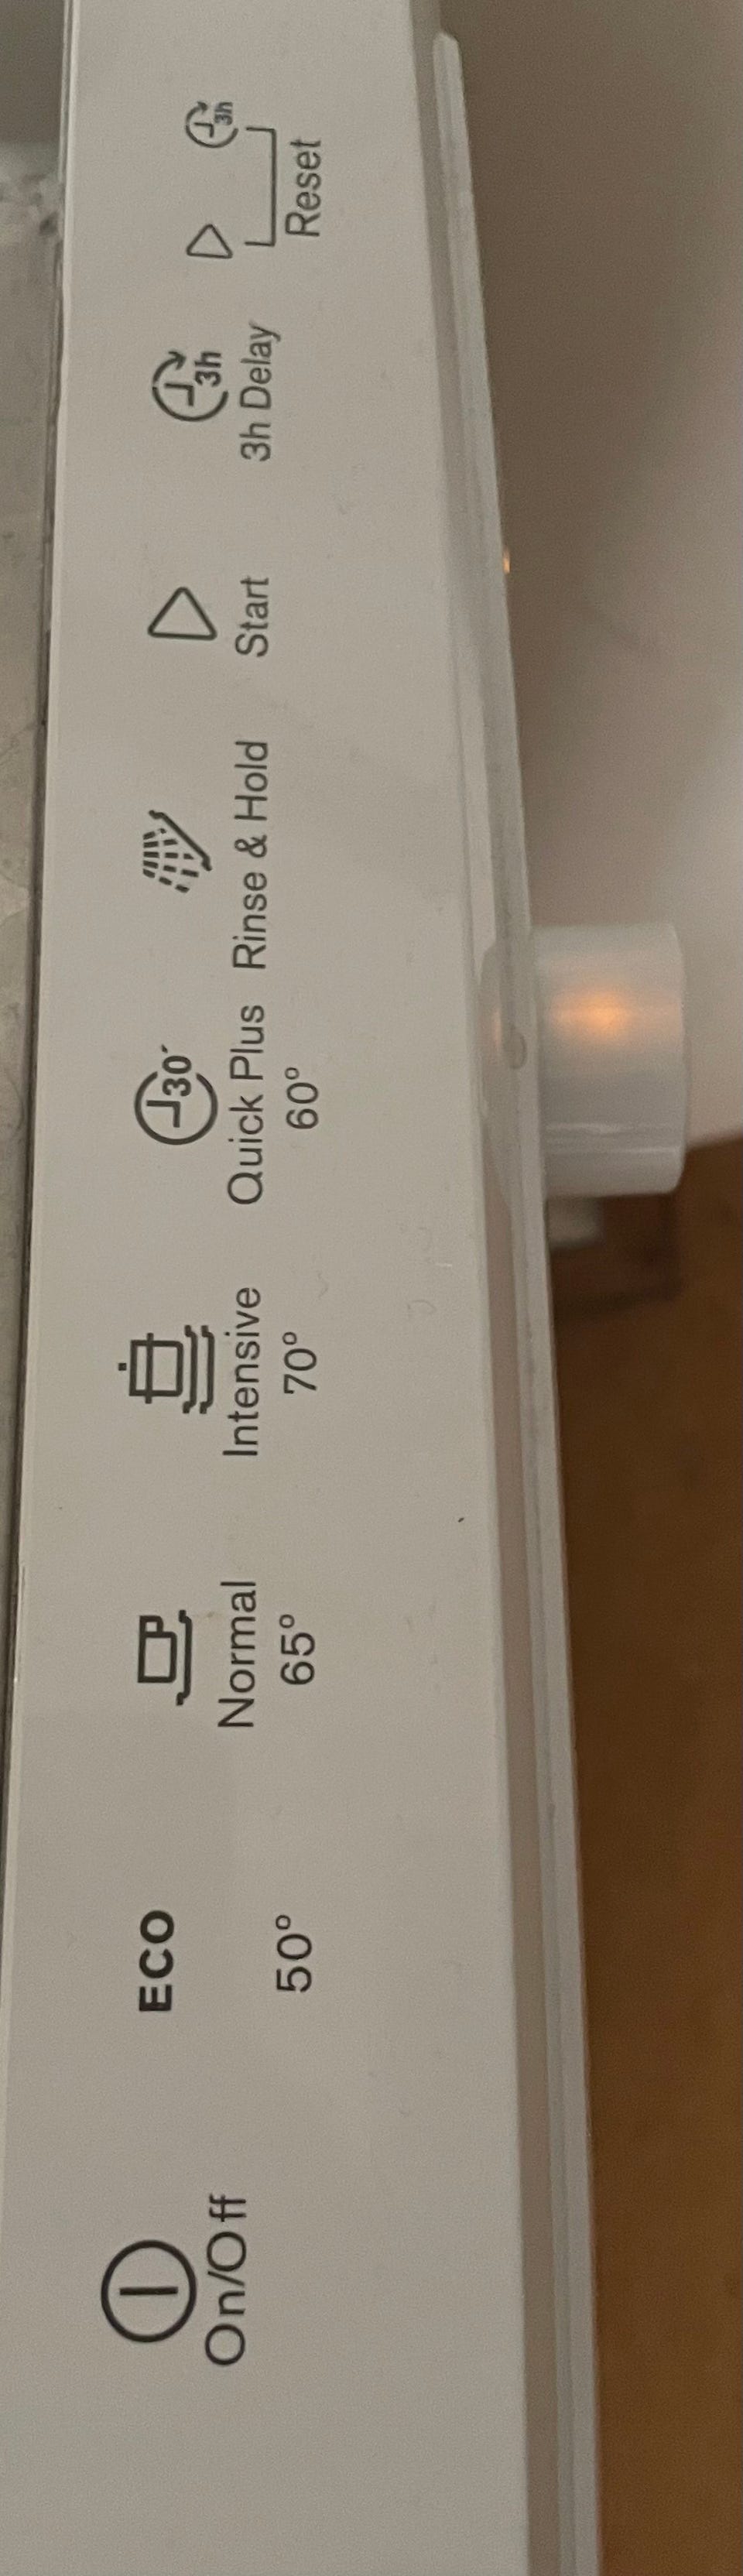 On/Off
ECO
50°
Normal
65°
Intensive
70°
30´
Quick Plus
60°
Rinse & Hold
Start
3h
3h Delay
3h
Reset